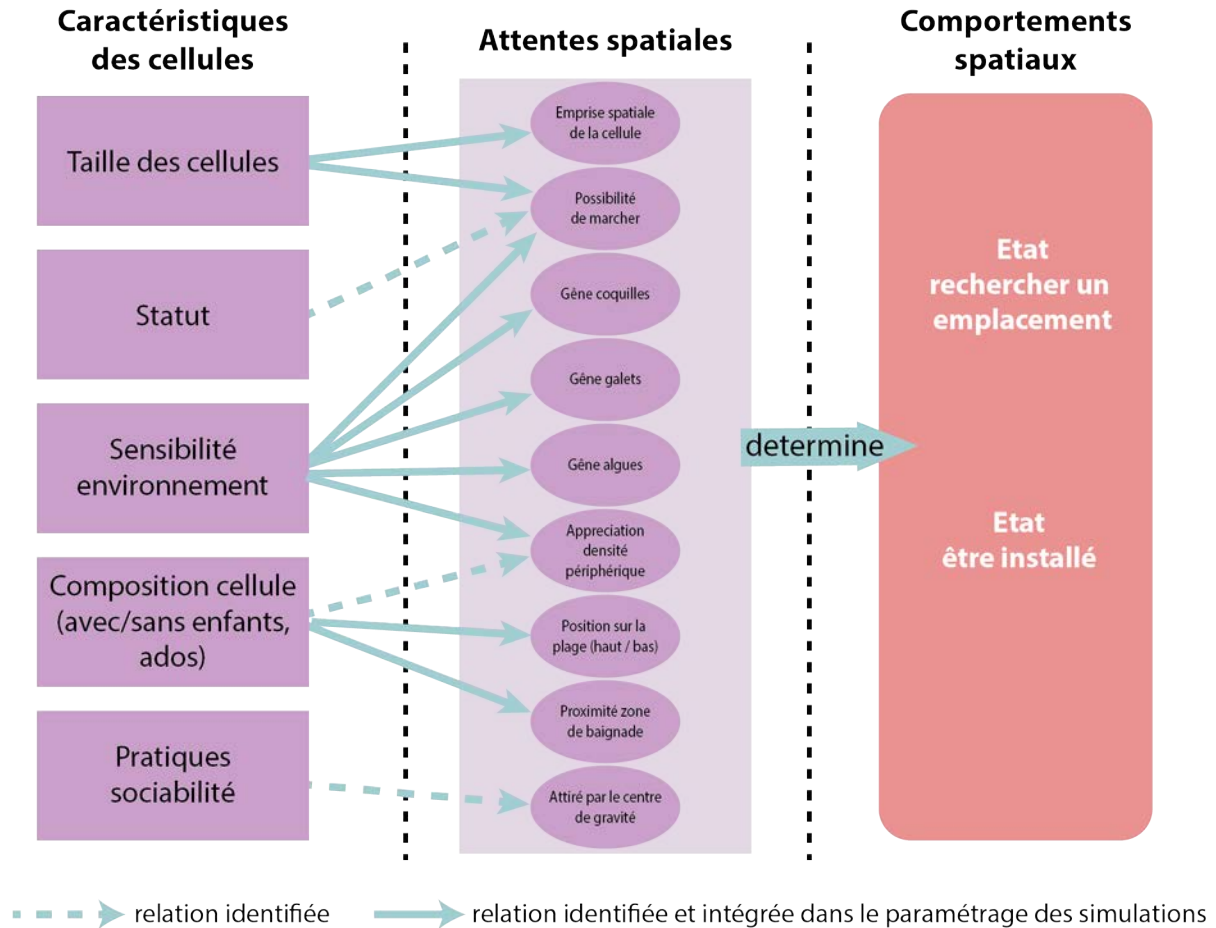 Caractéristiques
des cellules
Attentes spatiales
Comportements
spatiaux
Taille des cellules
Statut
Sensibilité
environnement
Composition cellule
(avec/sans enfants,
ados)
Pratiques
sociabilité
Emprise spatiale
de la cellule
Possibilité
de marcher
Gêne coquilles
Gêne galets
Gêne algues
Appreciation
densité
périphérique
Position sur la
plage (haut / bas)
Proximité zone
de baignade
Attiré par le centre
de gravité
determine
Etat
rechercher un
emplacement
Etat
être installé
relation identifiée
relation identifiée et intégrée dans le paramétrage des simulations